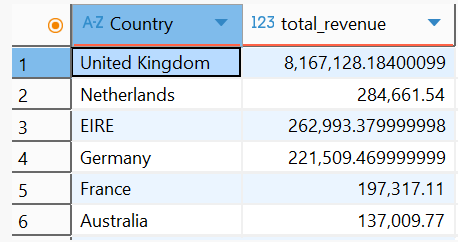 A-Z Country 123 total_revenue
1 United Kingdom 8,167,128.18400099
2 Netherlands 284,661.54
3 EIRE 262,993.379999998
4 Germany 221,509.469999999
5 France 197,317.11
6 Australia 137,009.77